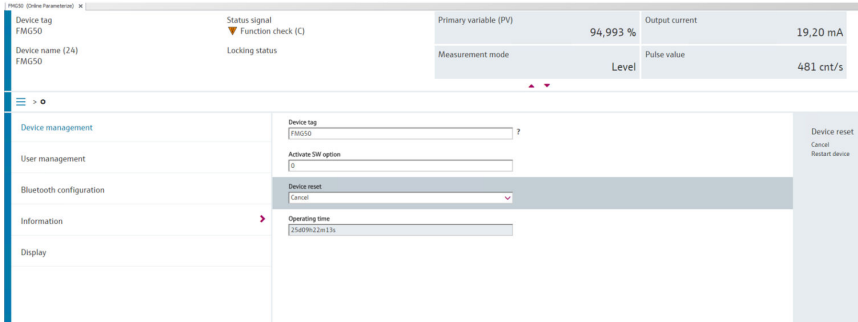 FMG50 (Online Parameterize) ×
Device tag
FMG50
Status signal
Function check (C)
Primary variable (PV)
94,993 %
Output current
19,20 mA
Device name (24)
FMG50
Locking status
Measurement mode
Level
Pulse value
481 cnt/s
>
Device management
User management
Bluetooth configuration
Information
Display
Device tag
FMG50
?
Activate SW option
0
Device reset
Cancel
Operating time
25d09h22m13s
Device reset
Cancel
Restart device